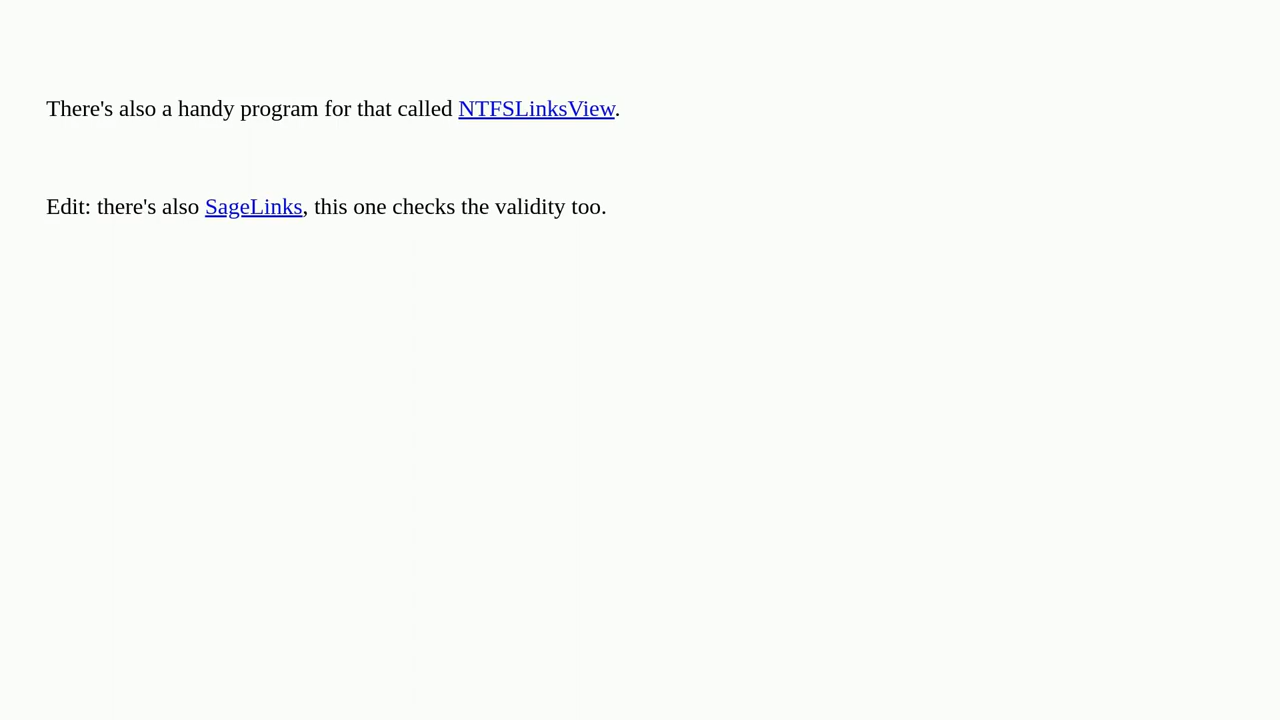 There's also a handy program for that called NTFSLinksView.
Edit: there's also SageLinks, this one checks the validity too.